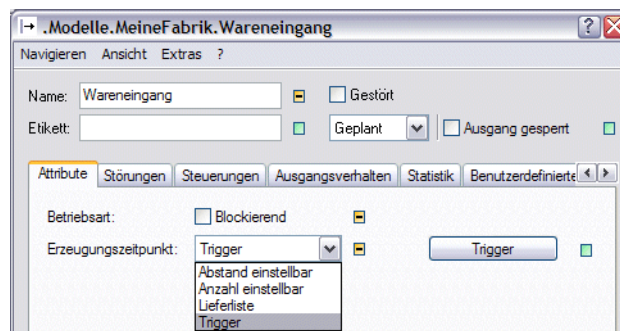 .Modelle.MeineFabrik.Wareneingang
Navigieren Ansicht Extras ?
Name: Wareneingang Gestört
Etikett: Geplant Ausgang gesperrt
Attribute Störungen Steuerungen Ausgangsverhalten Statistik Benutzerdefinierte
Betriebsart: Blockierend
Erzeugungszeitpunkt: Trigger Trigger
Abstand einstellbar
Anzahl einstellbar
Lieferliste
Trigger